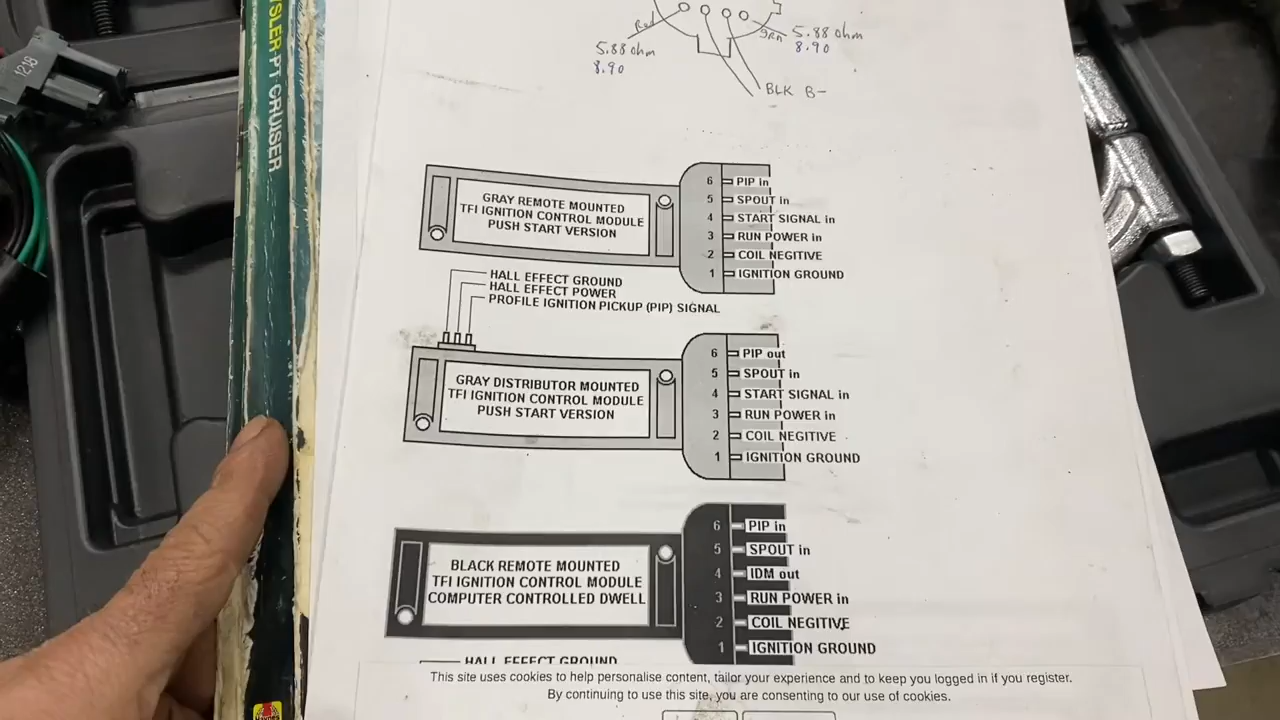 1218
YSLER PT CRUISER
Red
5.88 ohm
8.90
grn 5.88 ohm
8.90
BLK B-
GRAY REMOTE MOUNTED
TFI IGNITION CONTROL MODULE
PUSH START VERSION
6 PIP in
5 SPOUT in
4 START SIGNAL in
3 RUN POWER in
2 COIL NEGITIVE
1 IGNITION GROUND
HALL EFFECT GROUND
HALL EFFECT POWER
PROFILE IGNITION PICKUP (PIP) SIGNAL
GRAY DISTRIBUTOR MOUNTED
TFI IGNITION CONTROL MODULE
PUSH START VERSION
6 PIP out
5 SPOUT in
4 START SIGNAL in
3 RUN POWER in
2 COIL NEGITIVE
1 IGNITION GROUND
BLACK REMOTE MOUNTED
TFI IGNITION CONTROL MODULE
COMPUTER CONTROLLED DWELL
6 PIP in
5 SPOUT in
4 IDM out
3 RUN POWER in
2 COIL NEGITIVE
1 IGNITION GROUND
HALL EFFECT GROUND
This site uses cookies to help personalise content, tailor your experience and to keep you logged in if you register.
By continuing to use this site, you are consenting to our use of cookies.
Haynes